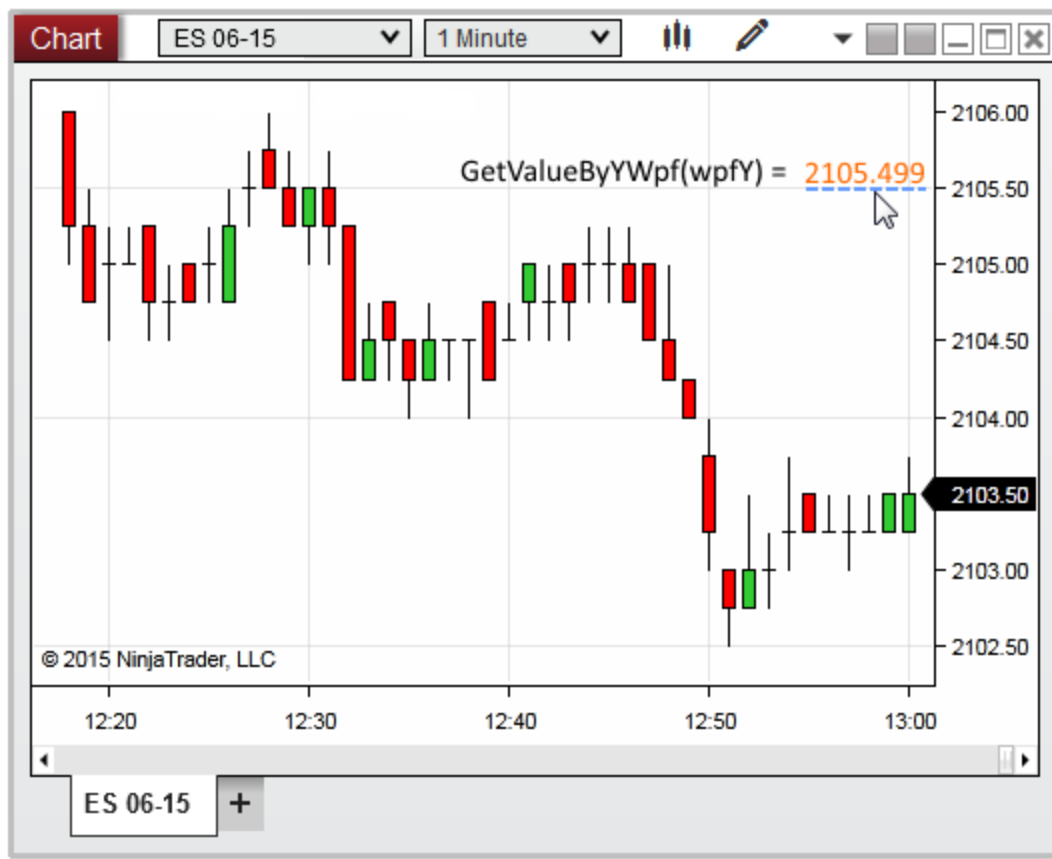 Chart ES 06-15 1 Minute
2106.00
GetValueByYWpf(wpfY) = 2105.499
2105.50
2105.00
2104.50
2104.00
2103.50
2103.00
2102.50
© 2015 NinjaTrader, LLC
12:20 12:30 12:40 12:50 13:00
ES 06-15 +